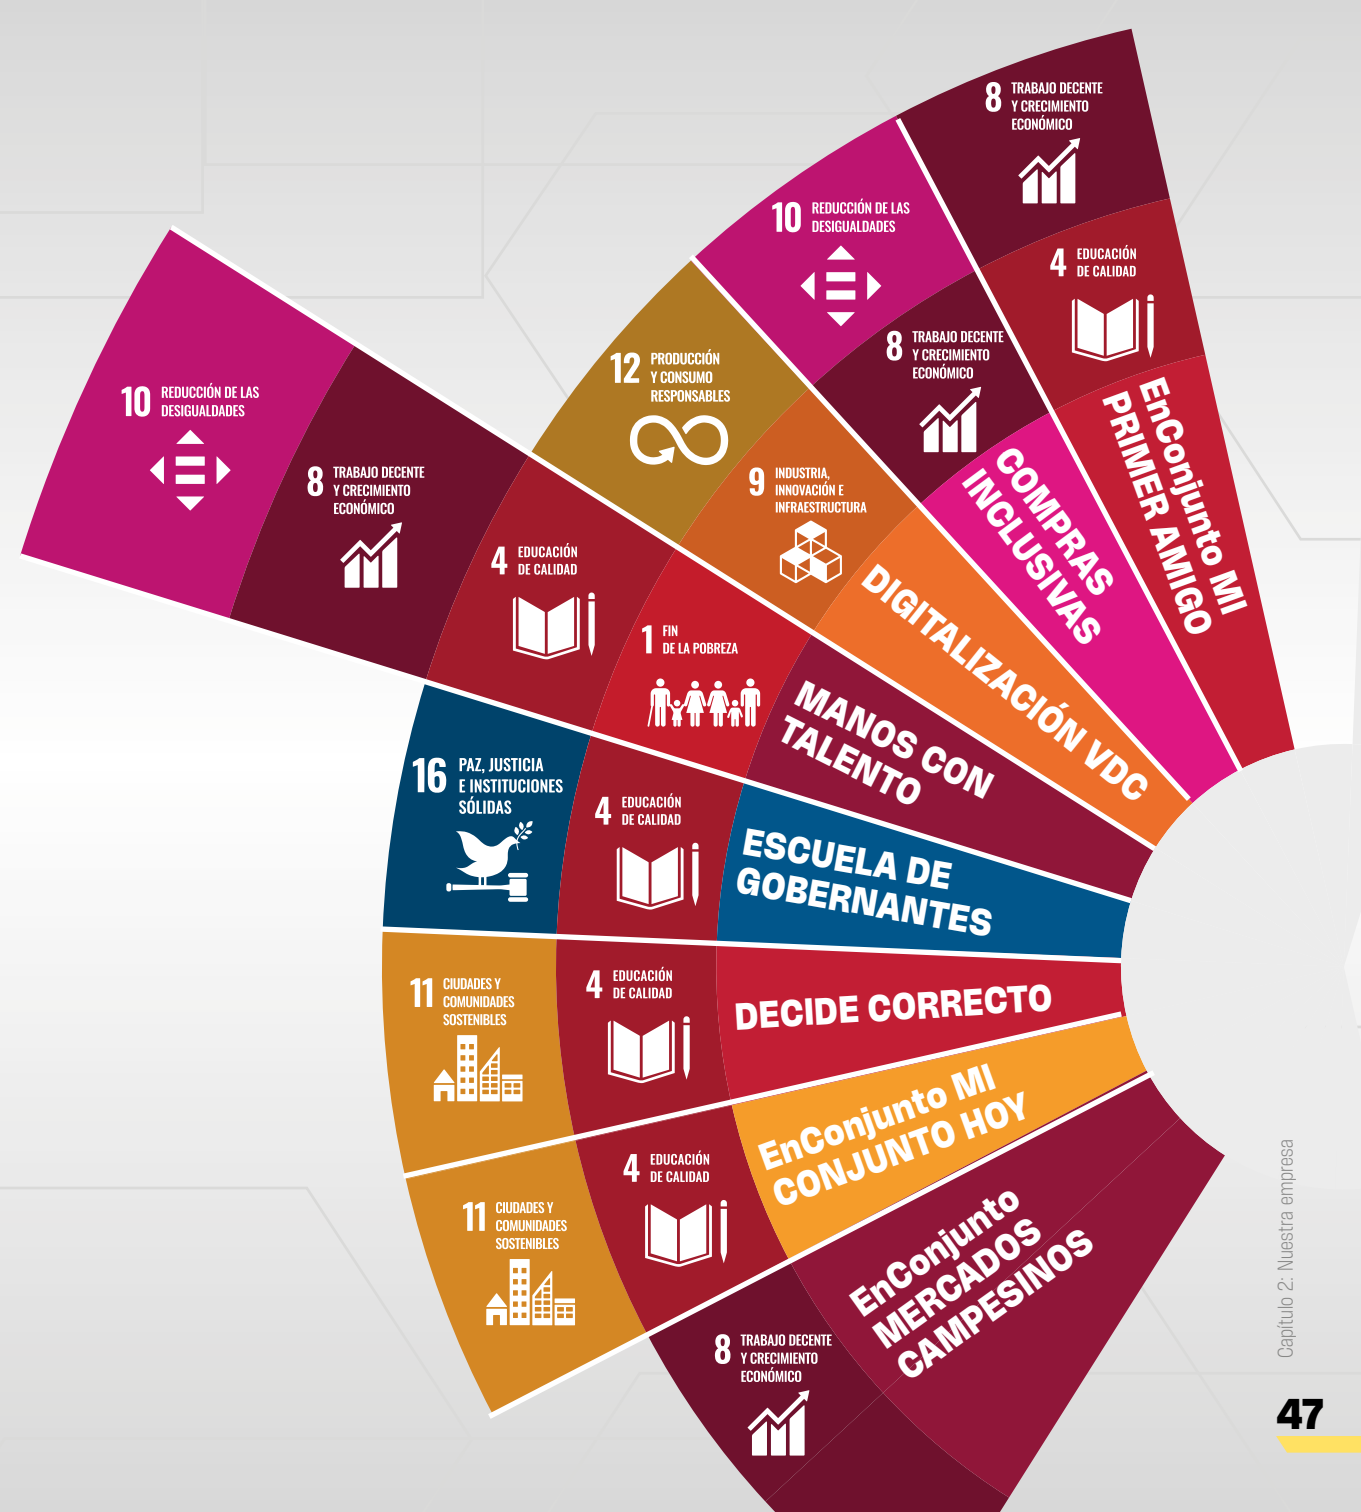 8 TRABAJO DECENTE
Y CRECIMIENTO
ECONÓMICO
4 EDUCACIÓN
DE CALIDAD
EnConjunto MI
PRIMER AMIGO
10 REDUCCIÓN DE LAS
DESIGUALDADES
8 TRABAJO DECENTE
Y CRECIMIENTO
ECONÓMICO
COMPRAS
INCLUSIVAS
12 PRODUCCIÓN
Y CONSUMO
RESPONSABLES
9 INDUSTRIA,
INNOVACIÓN E
INFRAESTRUCTURA
DIGITALIZACIÓN VDC
10 REDUCCIÓN DE LAS
DESIGUALDADES
8 TRABAJO DECENTE
Y CRECIMIENTO
ECONÓMICO
4 EDUCACIÓN
DE CALIDAD
1 FIN
DE LA POBREZA
MANOS CON
TALENTO
16 PAZ, JUSTICIA
E INSTITUCIONES
SÓLIDAS
4 EDUCACIÓN
DE CALIDAD
ESCUELA DE
GOBERNANTES
11 CIUDADES Y
COMUNIDADES
SOSTENIBLES
4 EDUCACIÓN
DE CALIDAD
DECIDE CORRECTO
11 CIUDADES Y
COMUNIDADES
SOSTENIBLES
4 EDUCACIÓN
DE CALIDAD
EnConjunto MI
CONJUNTO HOY
8 TRABAJO DECENTE
Y CRECIMIENTO
ECONÓMICO
EnConjunto
MERCADOS
CAMPESINOS
Capítulo 2: Nuestra empresa
47